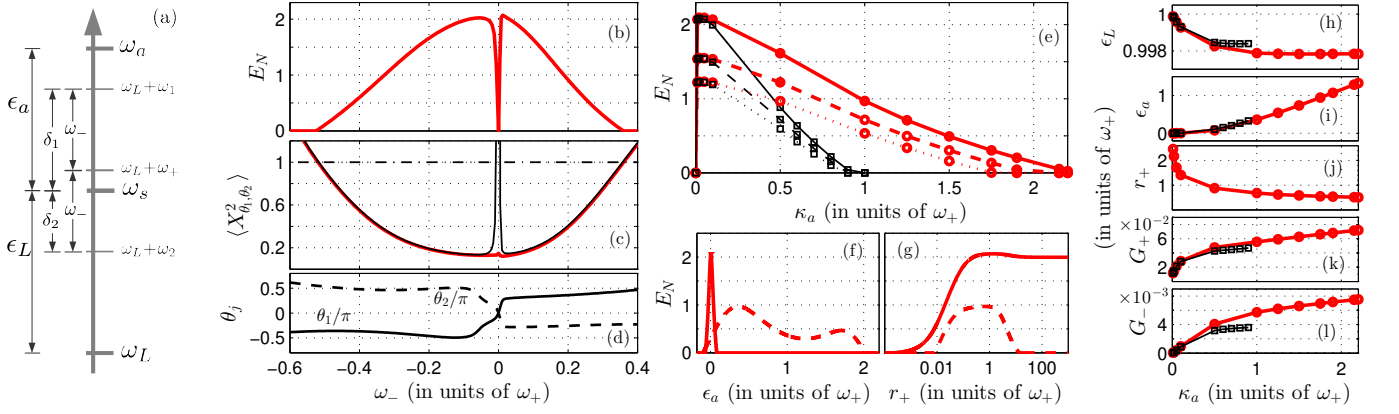 (a)
ω_a
ω_L+ω_1
ϵ_a
δ_1
ω_−
ω_L+ω_+
ω_s
δ_2
ω_−
ω_L+ω_2
ϵ_L
ω_L
(b)
E_N
2
1
0
(c)
⟨X²_{θ_1,θ_2}⟩
1
0.6
0.2
(d)
θ_j
0.5
0
−0.5
θ_1/π
θ_2/π
−0.6 −0.4 −0.2 0 0.2 0.4
ω_− (in units of ω_+)
(e)
E_N
2
1
0
0 0.5 1 1.5 2
κ_a (in units of ω_+)
(f)
E_N
2
1
0
0 1 2
ϵ_a (in units of ω_+)
(g)
0.01 1 100
r_+ (in units of ω_+)
(in units of ω_+)
(h)
ϵ_L
1
0.998
(i)
ϵ_a
1
0
(j)
r_+
2
1
(k)
×10^−2
G_+
6
2
(l)
×10^−3
G_−
4
0
0 0.5 1 1.5 2
κ_a (in units of ω_+)